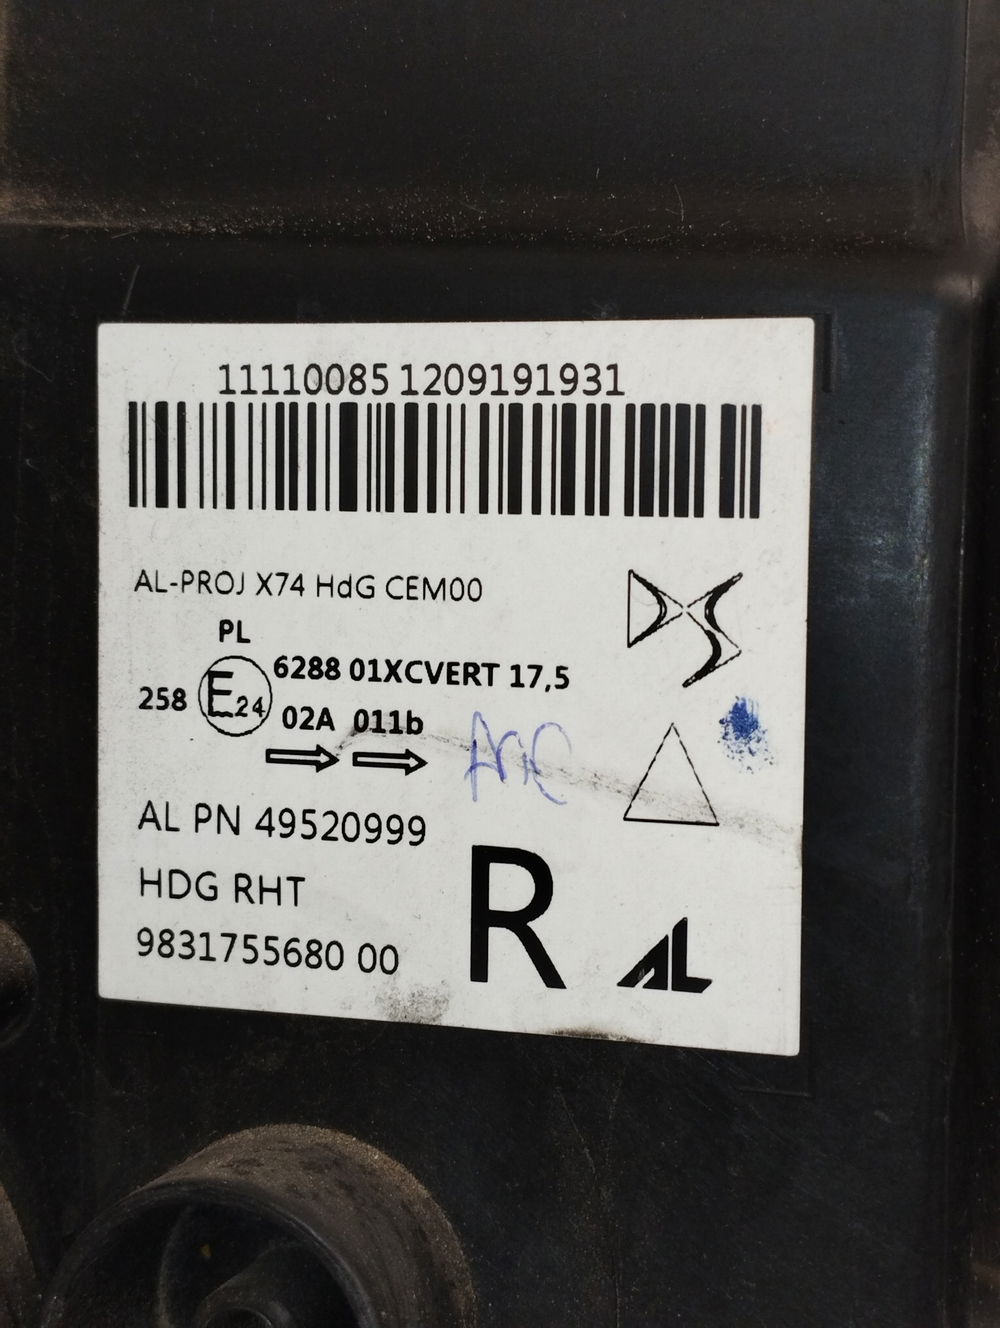 11110085 1209191931
AL-PROJ X74 HdG CEM00
PL
6288 01XCVERT 17,5
258 E24
02A 011b
AL PN 49520999
HDG RHT
9831755680 00
R
AL
DS